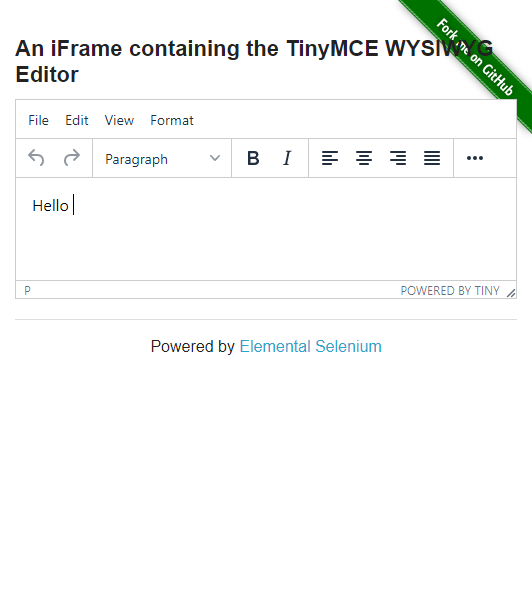 Fork me on GitHub
An iFrame containing the TinyMCE WYSIWYG
Editor
File Edit View Format
Paragraph B I
Hello
P POWERED BY TINY
Powered by Elemental Selenium